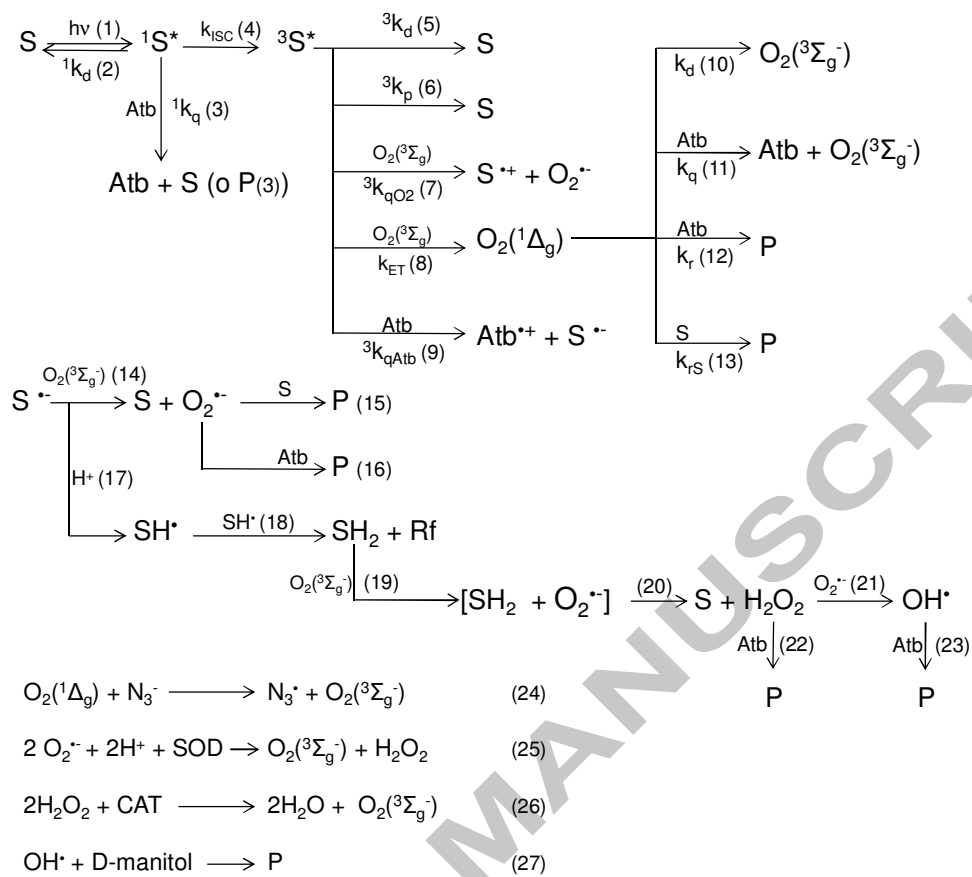 S hν (1) ¹S* k_ISC (4) ³S* ³k_d (5) S
¹k_d (2)
k_d (10) O₂(³Σg⁻)
Atb ¹k_q (3)
³k_p (6) S
Atb + S (o P(3))
Atb
k_q (11) Atb + O₂(³Σg⁻)
O₂(³Σg)
³k_qO2 (7) S•+ + O₂•-
O₂(³Σg)
k_ET (8) O₂(¹Δg)
Atb
k_r (12) P
Atb
³k_qAtb (9) Atb•+ + S •-
S
k_rS (13) P
S •- O₂(³Σg⁻) (14) S + O₂•- S P (15)
Atb P (16)
H⁺ (17)
SH• SH• (18) SH₂ + Rf
O₂(³Σg⁻) (19)
[SH₂ + O₂•-] (20) S + H₂O₂ O₂•- (21) OH•
Atb (22) Atb (23)
P P
O₂(¹Δg) + N₃⁻ → N₃• + O₂(³Σg⁻) (24)
2 O₂•- + 2H⁺ + SOD → O₂(³Σg⁻) + H₂O₂ (25)
2H₂O₂ + CAT → 2H₂O + O₂(³Σg⁻) (26)
OH• + D-manitol → P (27)
MANUSCRI